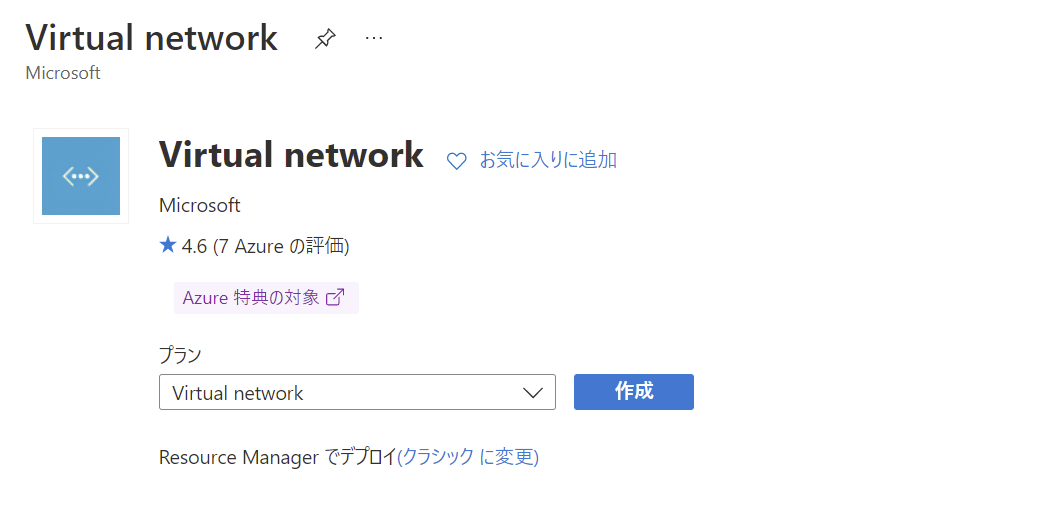 Virtual network
Microsoft
Virtual network お気に入りに追加
Microsoft
4.6 (7 Azure の評価)
Azure 特典の対象
プラン
Virtual network 作成
Resource Manager でデプロイ(クラシック に変更)